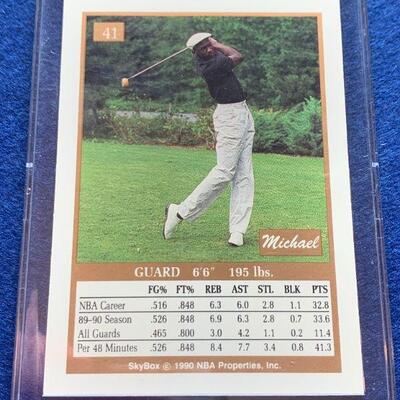 41
Michael
GUARD 6'6" 195 lbs.
FG% FT% REB AST STL BLK PTS
NBA Career .516 .848 6.3 6.0 2.8 1.1 32.8
89-90 Season .526 .848 6.9 6.3 2.8 0.7 33.6
All Guards .465 .800 3.0 4.2 1.1 0.2 11.4
Per 48 Minutes .526 .848 8.4 7.7 3.4 0.8 41.3
SkyBox © 1990 NBA Properties, Inc.